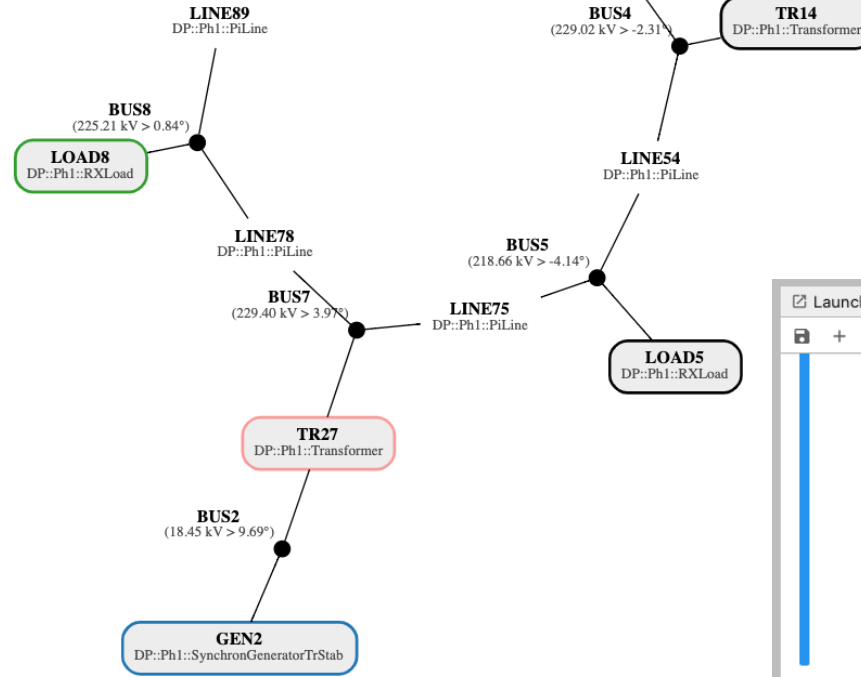 LINE89
DP::Ph1::PiLine
BUS4
(229.02 kV > -2.31°)
TR14
DP::Ph1::Transformer
BUS8
(225.21 kV > 0.84°)
LOAD8
DP::Ph1::RXLoad
LINE54
DP::Ph1::PiLine
LINE78
DP::Ph1::PiLine
BUS5
(218.66 kV > -4.14°)
BUS7
(229.40 kV > 3.97°)
LINE75
DP::Ph1::PiLine
LOAD5
DP::Ph1::RXLoad
TR27
DP::Ph1::Transformer
BUS2
(18.45 kV > 9.69°)
GEN2
DP::Ph1::SynchronGeneratorTrStab
Launch